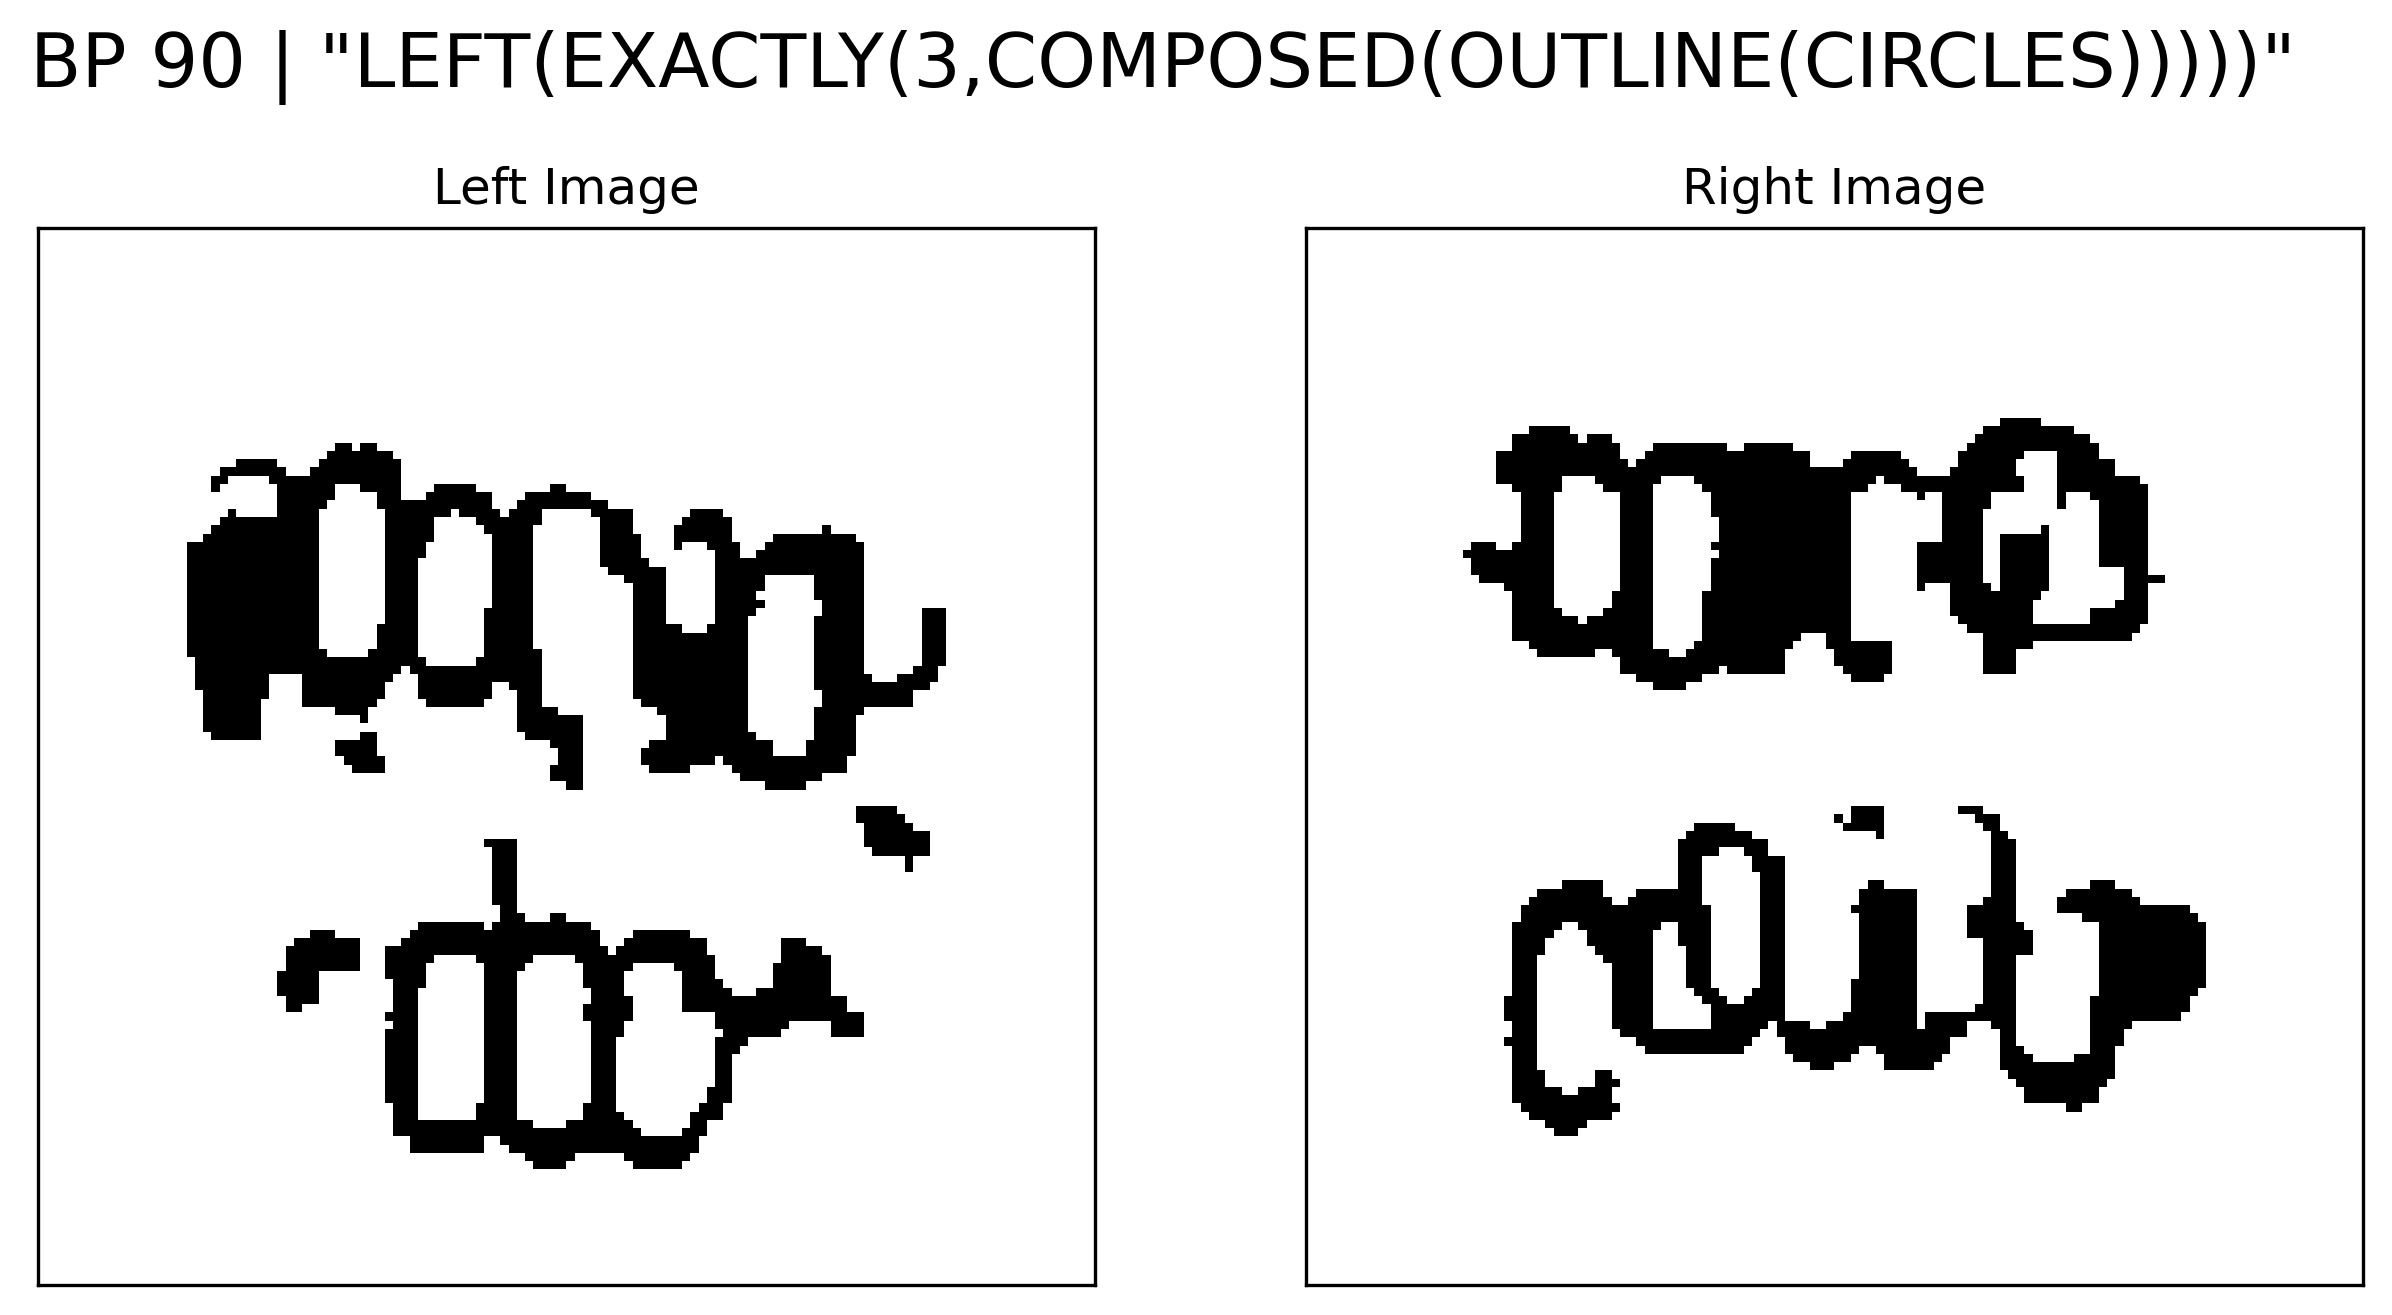 BP 90 | "LEFT(EXACTLY(3,COMPOSED(OUTLINE(CIRCLES)))))"
Left Image
Right Image